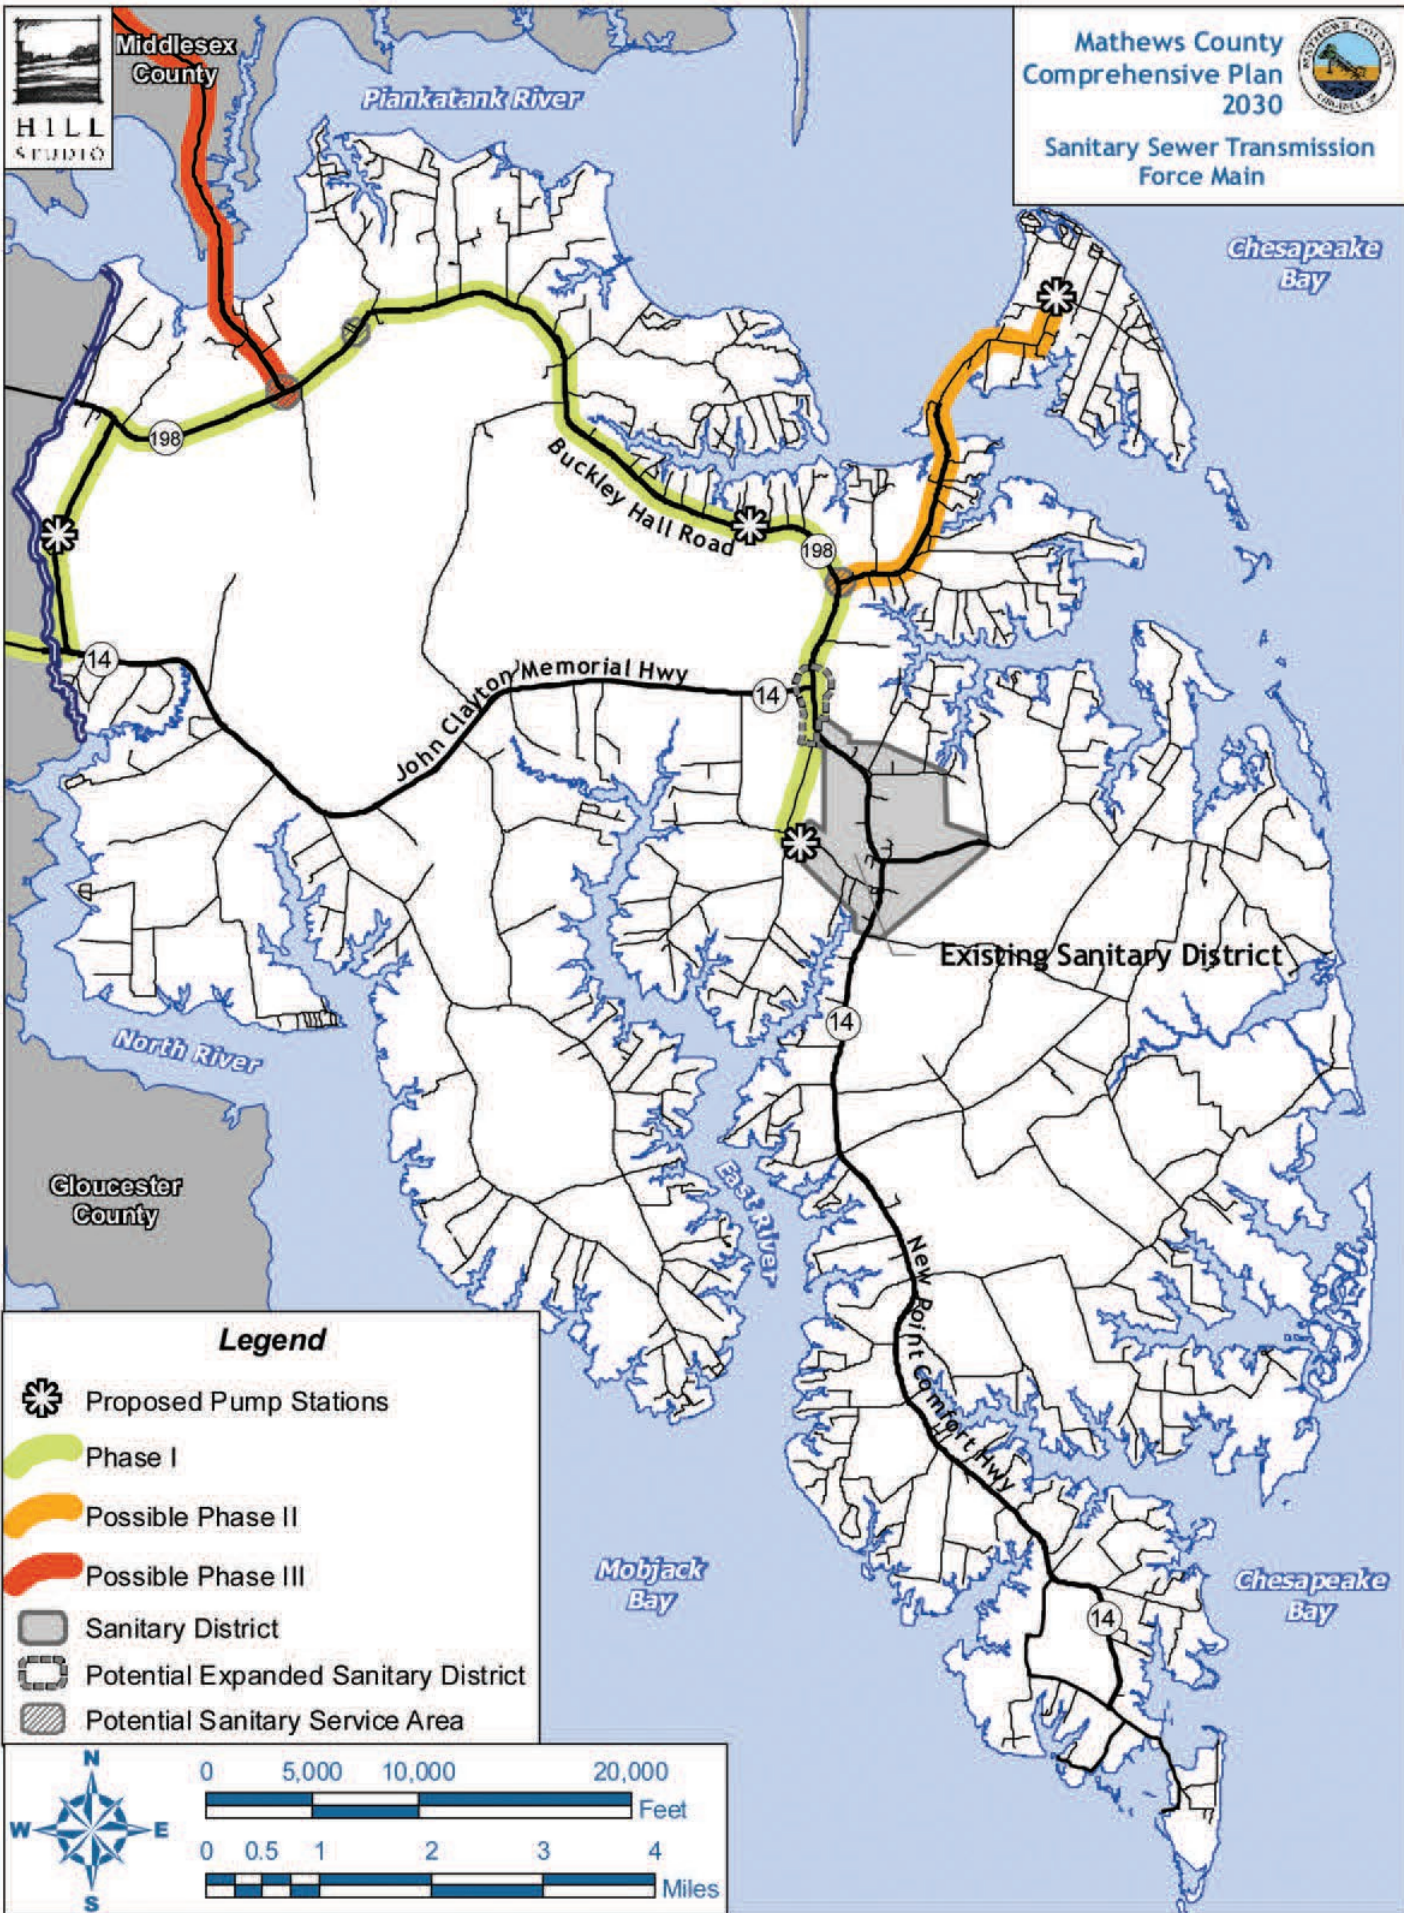 HILL
STUDIO
Middlesex
County
Piankatank River
Mathews County
Comprehensive Plan
2030
MATHEWS COUNTY
Sanitary Sewer Transmission
Force Main
Chesapeake
Bay
198
Buckley Hall Road
198
14
John Clayton Memorial Hwy
14
Existing Sanitary District
14
North River
Gloucester
County
East River
New Point Comfort Hwy
Mobjack
Bay
Chesapeake
Bay
14
Legend
Proposed Pump Stations
Phase I
Possible Phase II
Possible Phase III
Sanitary District
Potential Expanded Sanitary District
Potential Sanitary Service Area
N
W E
S
0 5,000 10,000 20,000
Feet
0 0.5 1 2 3 4
Miles